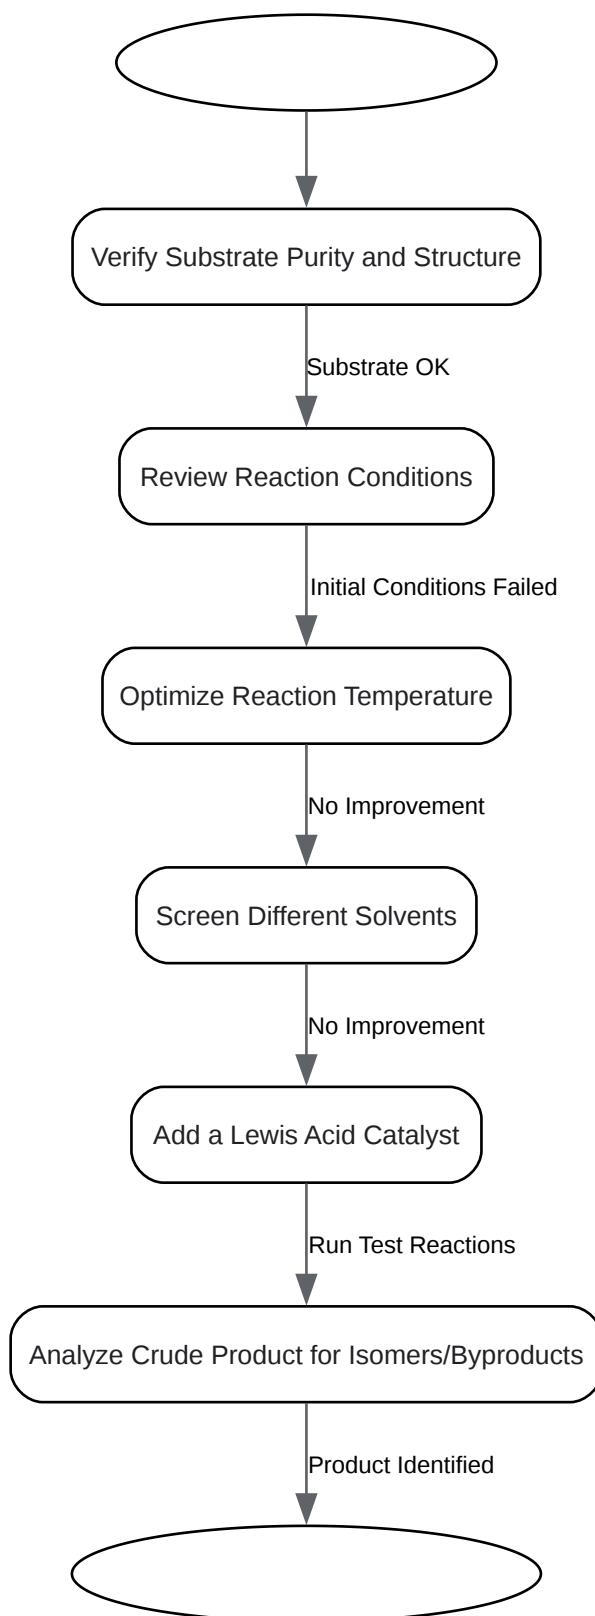 Verify Substrate Purity and Structure
Substrate OK
Review Reaction Conditions
Initial Conditions Failed
Optimize Reaction Temperature
No Improvement
Screen Different Solvents
No Improvement
Add a Lewis Acid Catalyst
Run Test Reactions
Analyze Crude Product for Isomers/Byproducts
Product Identified